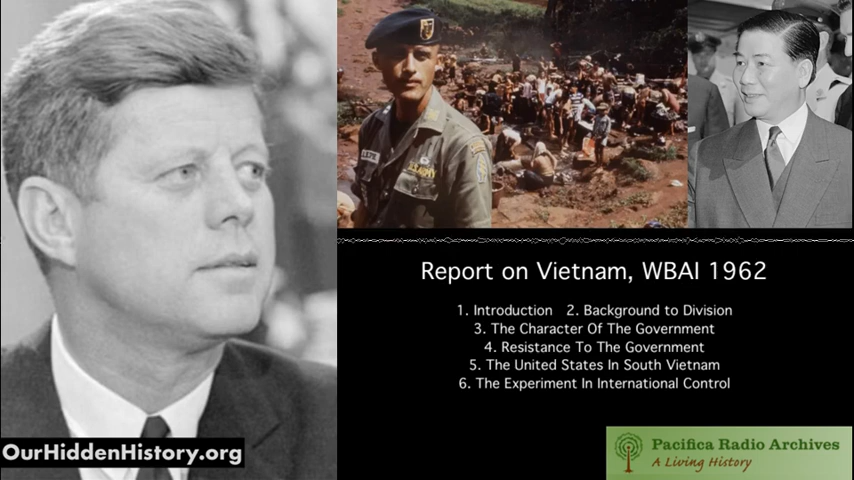 Report on Vietnam, WBAI 1962
1. Introduction 2. Background to Division
3. The Character Of The Government
4. Resistance To The Government
5. The United States In South Vietnam
6. The Experiment In International Control
OurHiddenHistory.org
Pacifica Radio Archives
A Living History